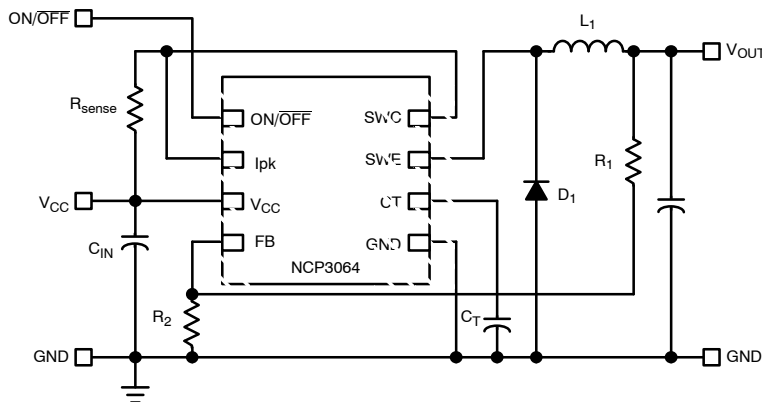 ON/OFF
L1
VOUT
Rsense
ON/OFF
SWC
Ipk
SWE
R1
VCC
VCC
CT
D1
CIN
FB
GND
NCP3064
R2
CT
GND
GND